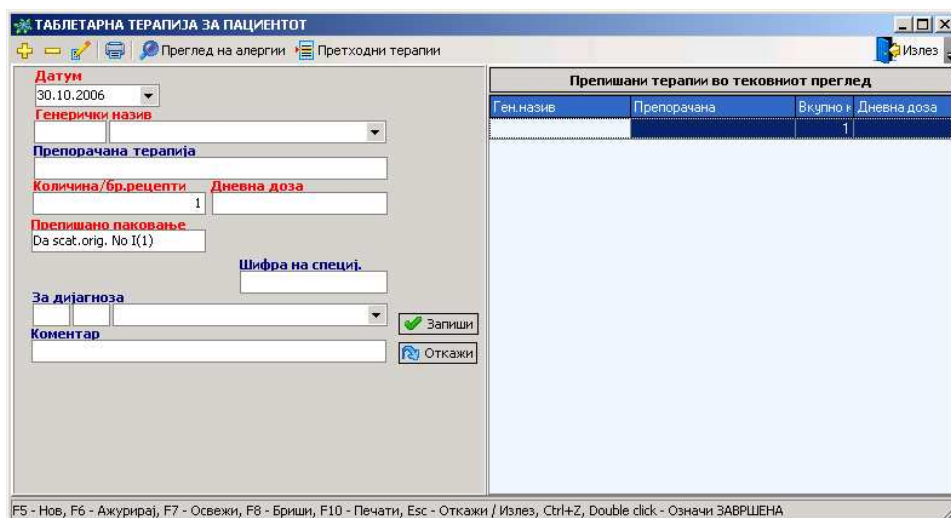 ТАБЛЕТАРНА ТЕРАПИЈА ЗА ПАЦИЕНТОТ
Преглед на алергии Претходни терапии Излез
Датум
30.10.2006
Генерички назив
Препорачана терапија
Количина/бр.рецепти Дневна доза
1
Препишано паковање
Da scat.orig. No I(1)
Шифра на специј.
За дијагноза
Запиши
Коментар
Откажи
Препишани терапии во тековниот преглед
Ген.назив Препорачана Вкупно к Дневна доза
1
F5 - Нов, F6 - Ажурирај, F7 - Освежи, F8 - Бриши, F10 - Печати, Esc - Откажи / Излез, Ctrl+Z, Double click - Означи ЗАВРШЕНА